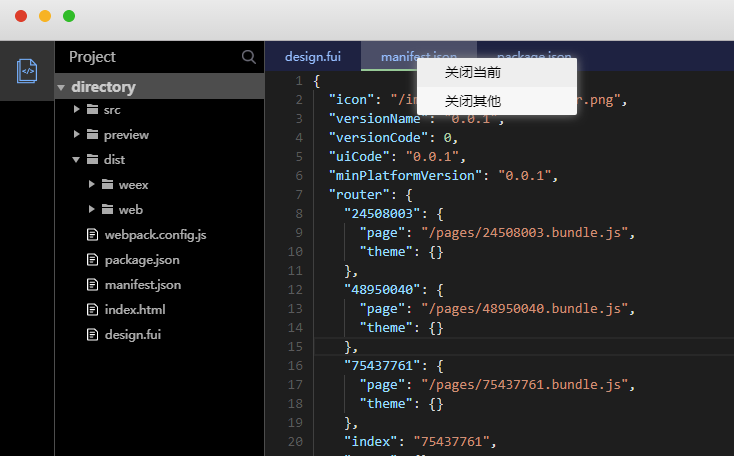 Project
directory
src
preview
dist
weex
web
webpack.config.js
package.json
manifest.json
index.html
design.fui
design.fui manifest.json package.json
关闭当前
关闭其他
1 {
2 "icon": "/im r.png",
3 "versionName": "0.0.1",
4 "versionCode": 0,
5 "uiCode": "0.0.1",
6 "minPlatformVersion": "0.0.1",
7 "router": {
8 "24508003": {
9 "page": "/pages/24508003.bundle.js",
10 "theme": {}
11 },
12 "48950040": {
13 "page": "/pages/48950040.bundle.js",
14 "theme": {}
15 },
16 "75437761": {
17 "page": "/pages/75437761.bundle.js",
18 "theme": {}
19 },
20 "index": "75437761",